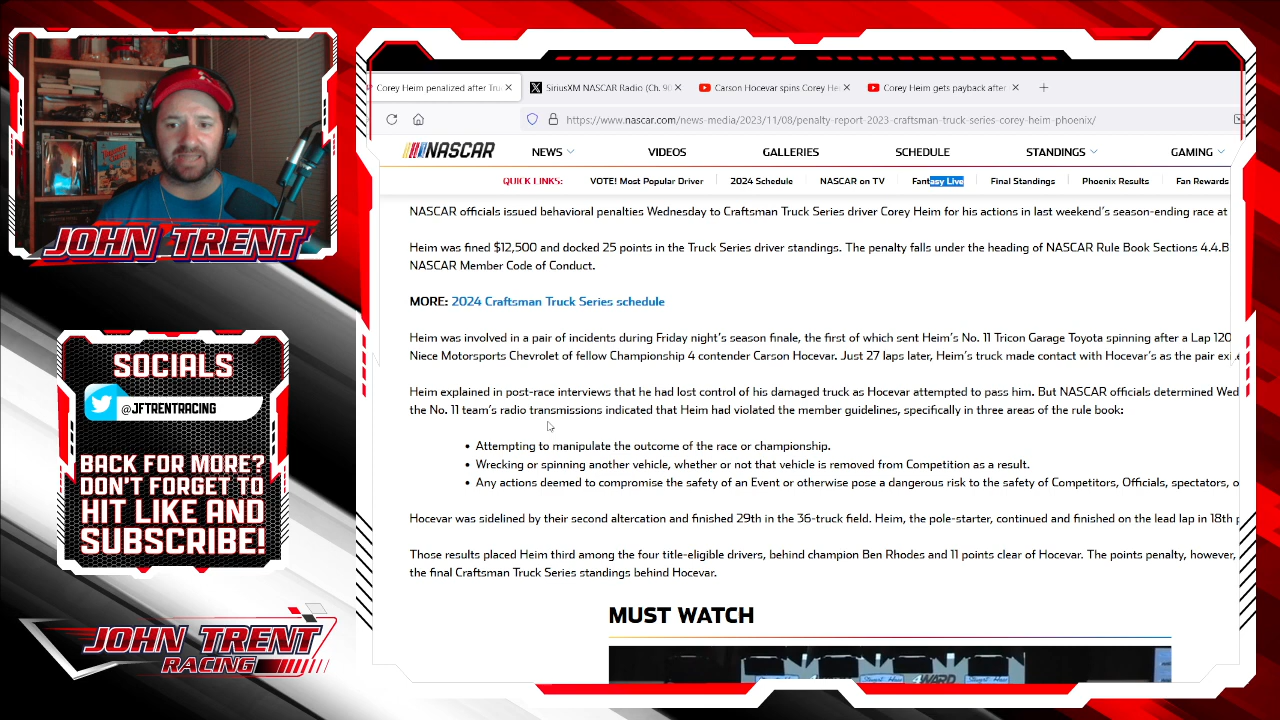 Corey Heim penalized after Tru
SiriusXM NASCAR Radio (Ch. 90
Carson Hocevar spins Corey He
Corey Heim gets payback after
https://www.nascar.com/news-media/2023/11/08/penalty-report-2023-craftsman-truck-series-corey-heim-phoenix/
NASCAR NEWS VIDEOS GALLERIES SCHEDULE STANDINGS GAMING
QUICK LINKS: VOTE! Most Popular Driver 2024 Schedule NASCAR on TV Fantasy Live Final Standings Phoenix Results Fan Rewards
NASCAR officials issued behavioral penalties Wednesday to Craftsman Truck Series driver Corey Heim for his actions in last weekend's season-ending race at
Heim was fined $12,500 and docked 25 points in the Truck Series driver standings. The penalty falls under the heading of NASCAR Rule Book Sections 4.4.B
NASCAR Member Code of Conduct.
MORE: 2024 Craftsman Truck Series schedule
Heim was involved in a pair of incidents during Friday night's season finale, the first of which sent Heim's No. 11 Tricon Garage Toyota spinning after a Lap 120
Niece Motorsports Chevrolet of fellow Championship 4 contender Carson Hocevar. Just 27 laps later, Heim's truck made contact with Hocevar's as the pair exi
Heim explained in post-race interviews that he had lost control of his damaged truck as Hocevar attempted to pass him. But NASCAR officials determined Wed
the No. 11 team's radio transmissions indicated that Heim had violated the member guidelines, specifically in three areas of the rule book:
• Attempting to manipulate the outcome of the race or championship.
• Wrecking or spinning another vehicle, whether or not that vehicle is removed from Competition as a result.
• Any actions deemed to compromise the safety of an Event or otherwise pose a dangerous risk to the safety of Competitors, Officials, spectators, o
Hocevar was sidelined by their second altercation and finished 29th in the 36-truck field. Heim, the pole-starter, continued and finished on the lead lap in 18th p
Those results placed Heim third among the four title-eligible drivers, behind champion Ben Rhodes and 11 points clear of Hocevar. The points penalty, however,
the final Craftsman Truck Series standings behind Hocevar.
MUST WATCH
JOHN TRENT
SOCIALS
@JFTRENTRACING
BACK FOR MORE?
DON'T FORGET TO
HIT LIKE AND
SUBSCRIBE!
JOHN TRENT
RACING